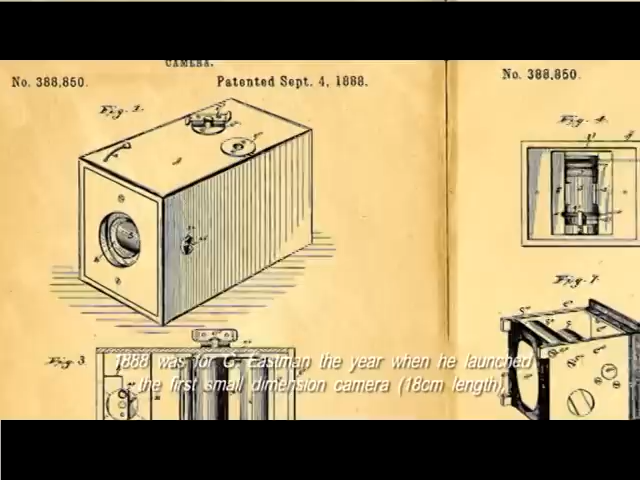 CAMERA.
No. 388,850.
Patented Sept. 4, 1888.
No. 388,850.
Fig. 1.
Fig. 4.
Fig. 7.
Fig. 3.
1888 was for G. Eastman the year when he launched
the first small dimension camera (18cm length),